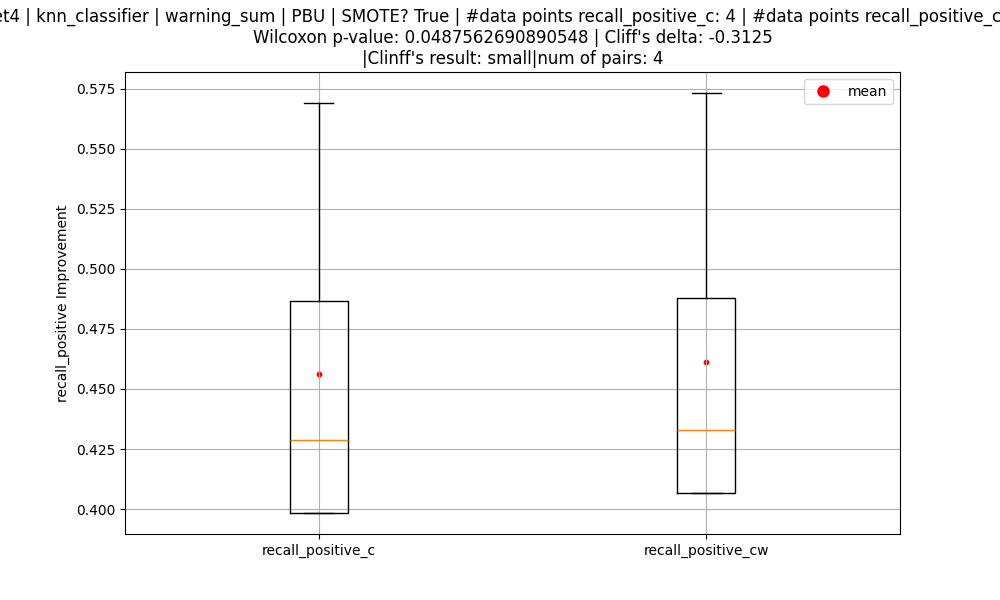 et4 | knn_classifier | warning_sum | PBU | SMOTE? True | #data points recall_positive_c: 4 | #data points recall_positive_c
Wilcoxon p-value: 0.0487562690890548 | Cliff's delta: -0.3125
|Clinff's result: small|num of pairs: 4
mean
0.575
0.550
0.525
0.500
0.475
0.450
0.425
0.400
recall_positive Improvement
recall_positive_c
recall_positive_cw